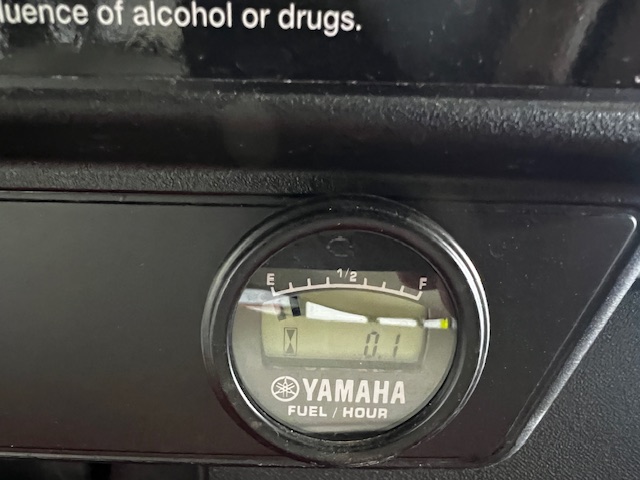 luence of alcohol or drugs.
E 1/2 F
0.1
YAMAHA
FUEL / HOUR